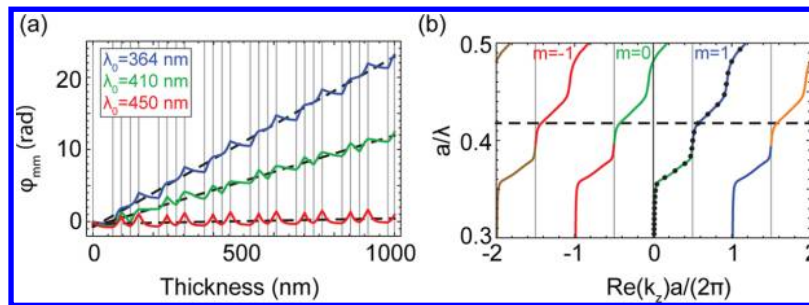 (a)
λ₀=364 nm
λ₀=410 nm
λ₀=450 nm
φmm (rad)
20
10
0
0 500 1000
Thickness (nm)
(b)
m=-1 m=0 m=1
a/λ
0.5
0.4
0.3
-2 -1 0 1 2
Re(kz)a/(2π)